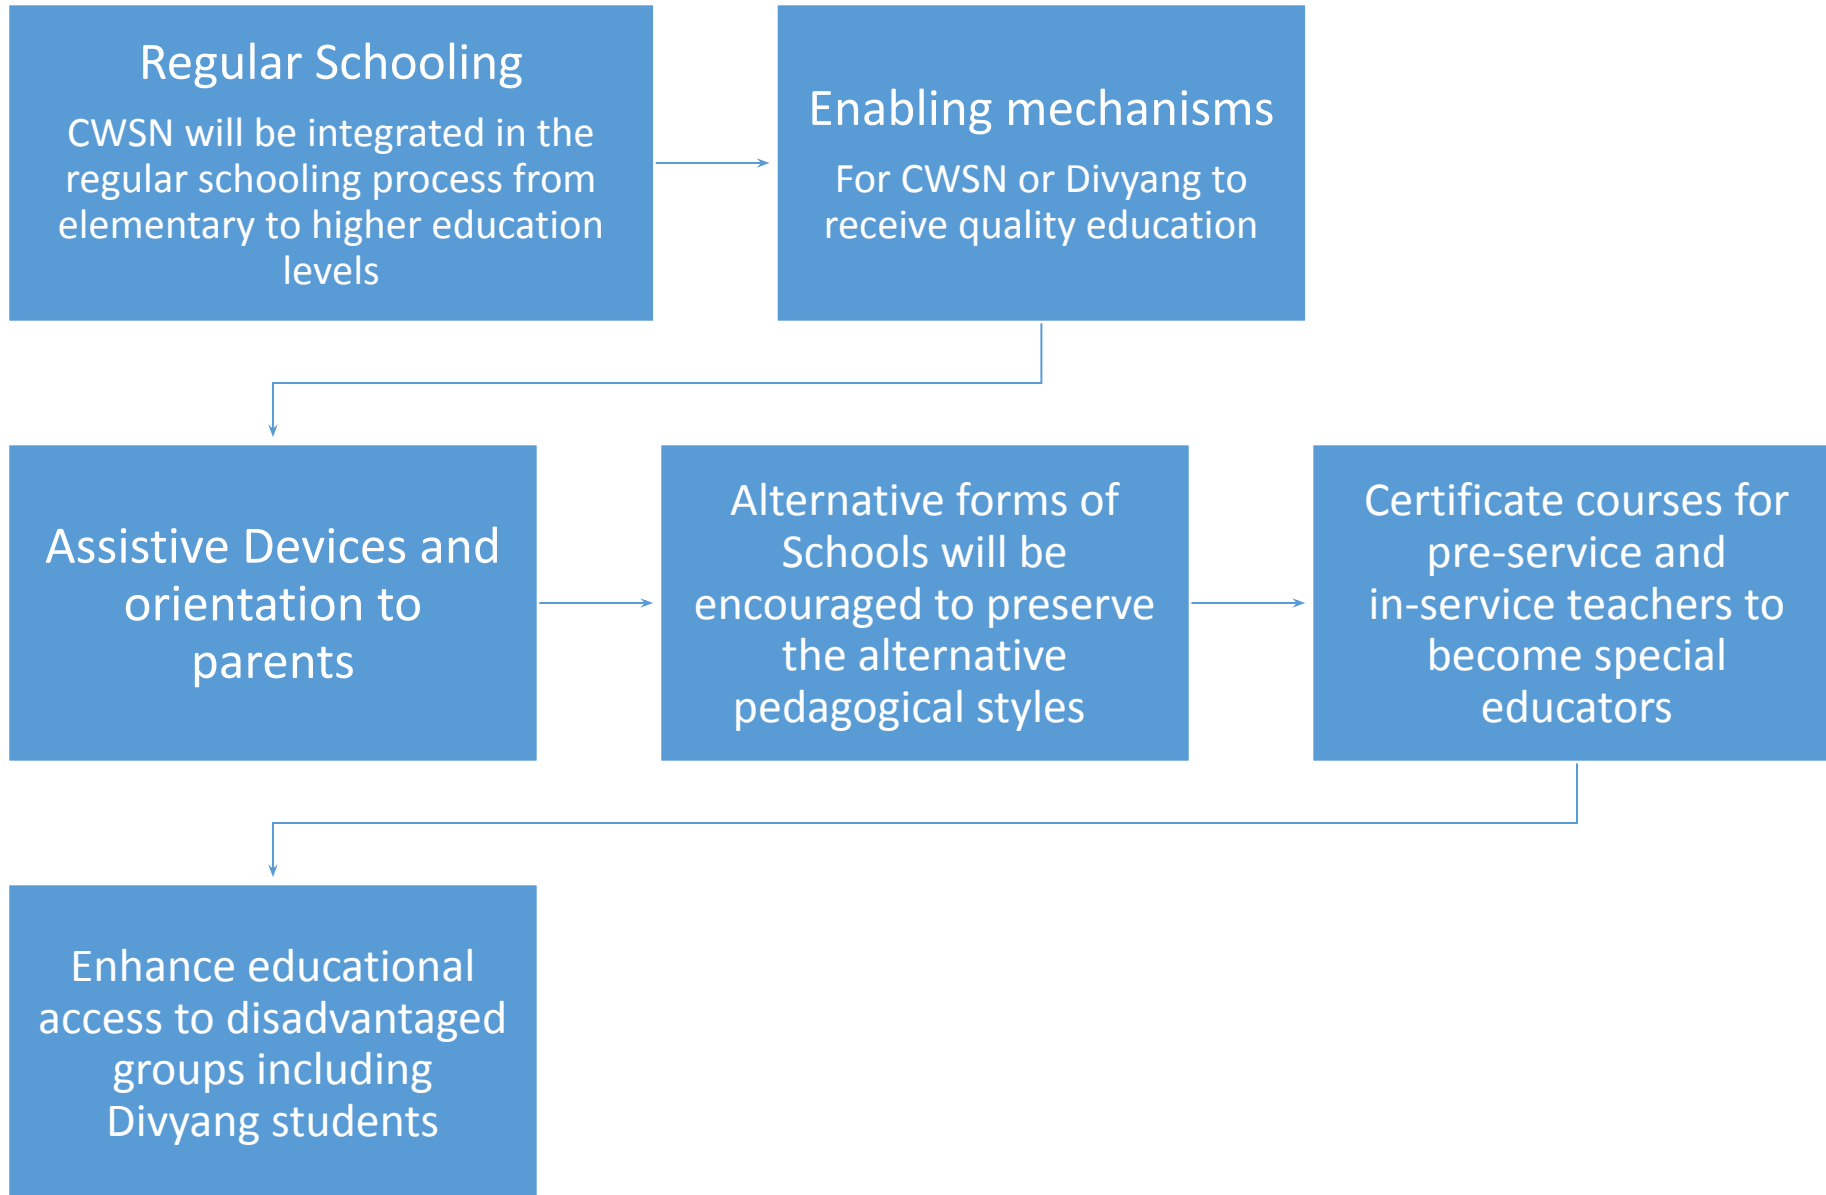 Regular Schooling
CWSN will be integrated in the
regular schooling process from
elementary to higher education
levels
Enabling mechanisms
For CWSN or Divyang to
receive quality education
Assistive Devices and
orientation to
parents
Alternative forms of
Schools will be
encouraged to preserve
the alternative
pedagogical styles
Certificate courses for
pre-service and
in-service teachers to
become special
educators
Enhance educational
access to disadvantaged
groups including
Divyang students